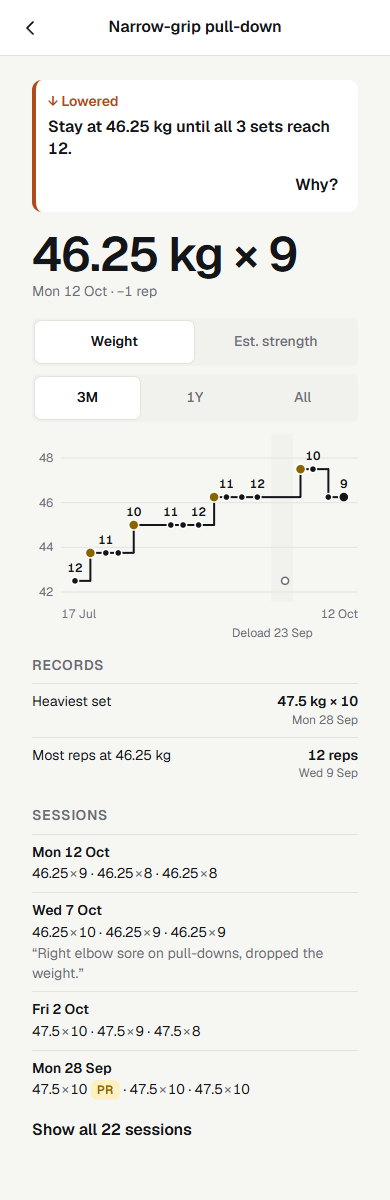 Narrow-grip pull-down
↓ Lowered
Stay at 46.25 kg until all 3 sets reach
12.
Why?
46.25 kg × 9
Mon 12 Oct · −1 rep
Weight
Est. strength
3M
1Y
All
48
46
44
42
12
11
10
11
12
11
12
10
9
17 Jul
12 Oct
Deload 23 Sep
RECORDS
Heaviest set
47.5 kg × 10
Mon 28 Sep
Most reps at 46.25 kg
12 reps
Wed 9 Sep
SESSIONS
Mon 12 Oct
46.25×9 · 46.25×8 · 46.25×8
Wed 7 Oct
46.25×10 · 46.25×9 · 46.25×9
“Right elbow sore on pull-downs, dropped the
weight.”
Fri 2 Oct
47.5×10 · 47.5×9 · 47.5×8
Mon 28 Sep
47.5×10 PR · 47.5×10 · 47.5×10
Show all 22 sessions